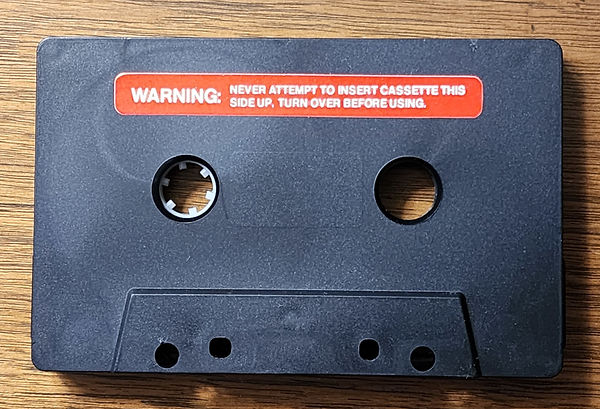 WARNING: NEVER ATTEMPT TO INSERT CASSETTE THIS
SIDE UP, TURN OVER BEFORE USING.